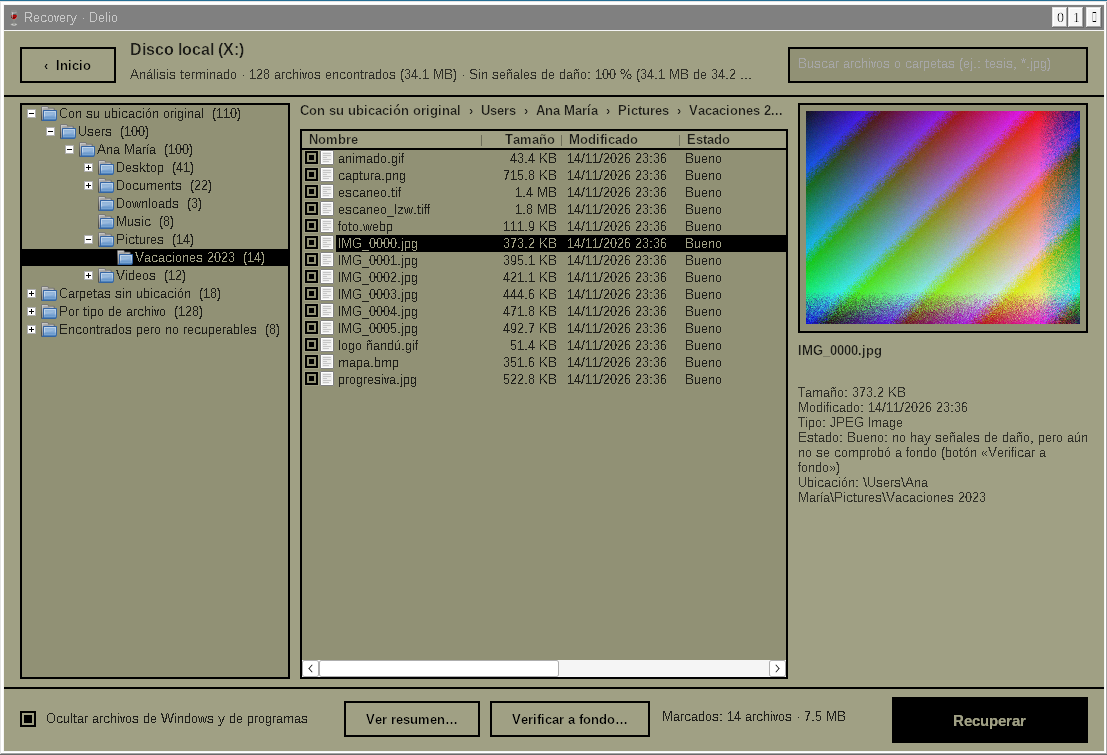 Recovery · Delio
0 1
‹ Inicio
Disco local (X:)
Análisis terminado · 128 archivos encontrados (34.1 MB) · Sin señales de daño: 100 % (34.1 MB de 34.2 ...
Buscar archivos o carpetas (ej.: tesis, *.jpg)
Con su ubicación original (110)
Users (100)
Ana María (100)
Desktop (41)
Documents (22)
Downloads (3)
Music (8)
Pictures (14)
Vacaciones 2023 (14)
Videos (12)
Carpetas sin ubicación (18)
Por tipo de archivo (128)
Encontrados pero no recuperables (8)
Con su ubicación original › Users › Ana María › Pictures › Vacaciones 2...
Nombre Tamaño Modificado Estado
animado.gif 43.4 KB 14/11/2026 23:36 Bueno
captura.png 715.8 KB 14/11/2026 23:36 Bueno
escaneo.tif 1.4 MB 14/11/2026 23:36 Bueno
escaneo_lzw.tiff 1.8 MB 14/11/2026 23:36 Bueno
foto.webp 111.9 KB 14/11/2026 23:36 Bueno
IMG_0000.jpg 373.2 KB 14/11/2026 23:36 Bueno
IMG_0001.jpg 395.1 KB 14/11/2026 23:36 Bueno
IMG_0002.jpg 421.1 KB 14/11/2026 23:36 Bueno
IMG_0003.jpg 444.6 KB 14/11/2026 23:36 Bueno
IMG_0004.jpg 471.8 KB 14/11/2026 23:36 Bueno
IMG_0005.jpg 492.7 KB 14/11/2026 23:36 Bueno
logo ñandú.gif 51.4 KB 14/11/2026 23:36 Bueno
mapa.bmp 351.6 KB 14/11/2026 23:36 Bueno
progresiva.jpg 522.8 KB 14/11/2026 23:36 Bueno
IMG_0000.jpg
Tamaño: 373.2 KB
Modificado: 14/11/2026 23:36
Tipo: JPEG Image
Estado: Bueno: no hay señales de daño, pero aún
no se comprobó a fondo (botón «Verificar a
fondo»)
Ubicación: \Users\Ana
María\Pictures\Vacaciones 2023
Ocultar archivos de Windows y de programas
Ver resumen...
Verificar a fondo...
Marcados: 14 archivos · 7.5 MB
Recuperar